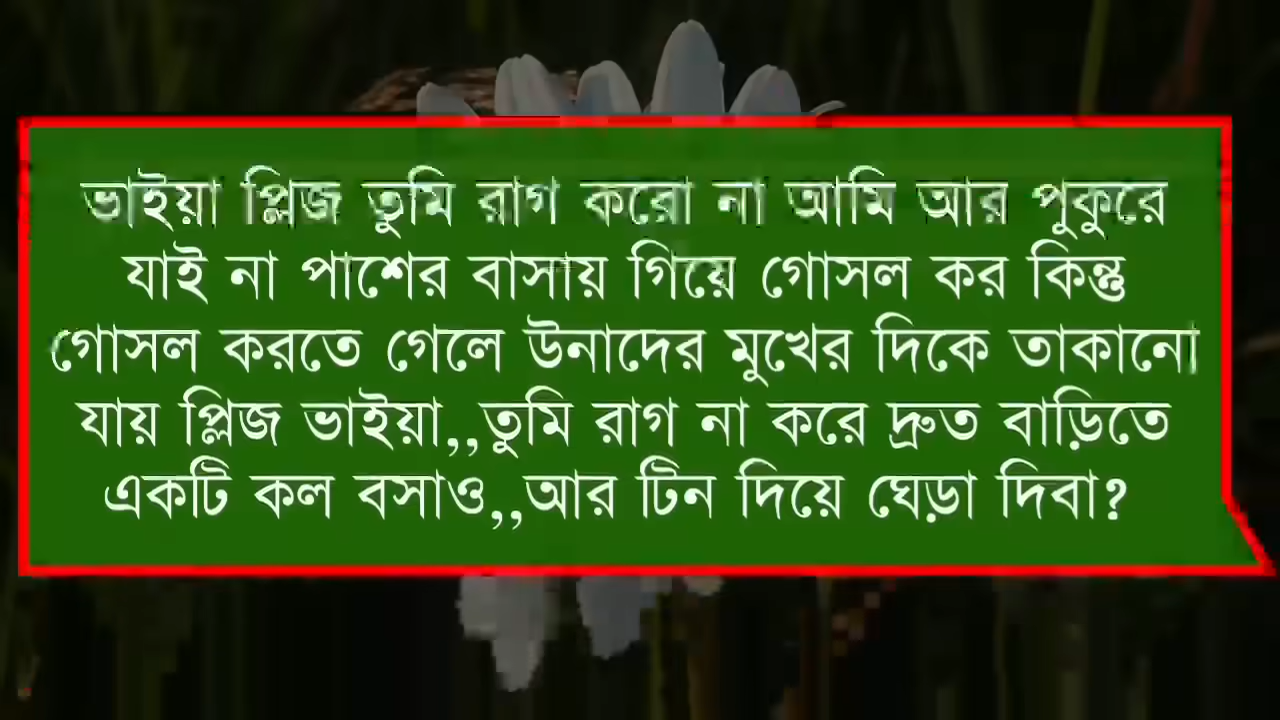 ভাইয়া প্লিজ তুমি রাগ করো না আমি আর পুকুরে
যাই না পাশের বাসায় গিয়ে গোসল কর কিন্তু
গোসল করতে গেলে উনাদের মুখের দিকে তাকানো
যায় প্লিজ ভাইয়া,,তুমি রাগ না করে দ্রুত বাড়িতে
একটি কল বসাও,,আর টিন দিয়ে ঘেড়া দিবা?